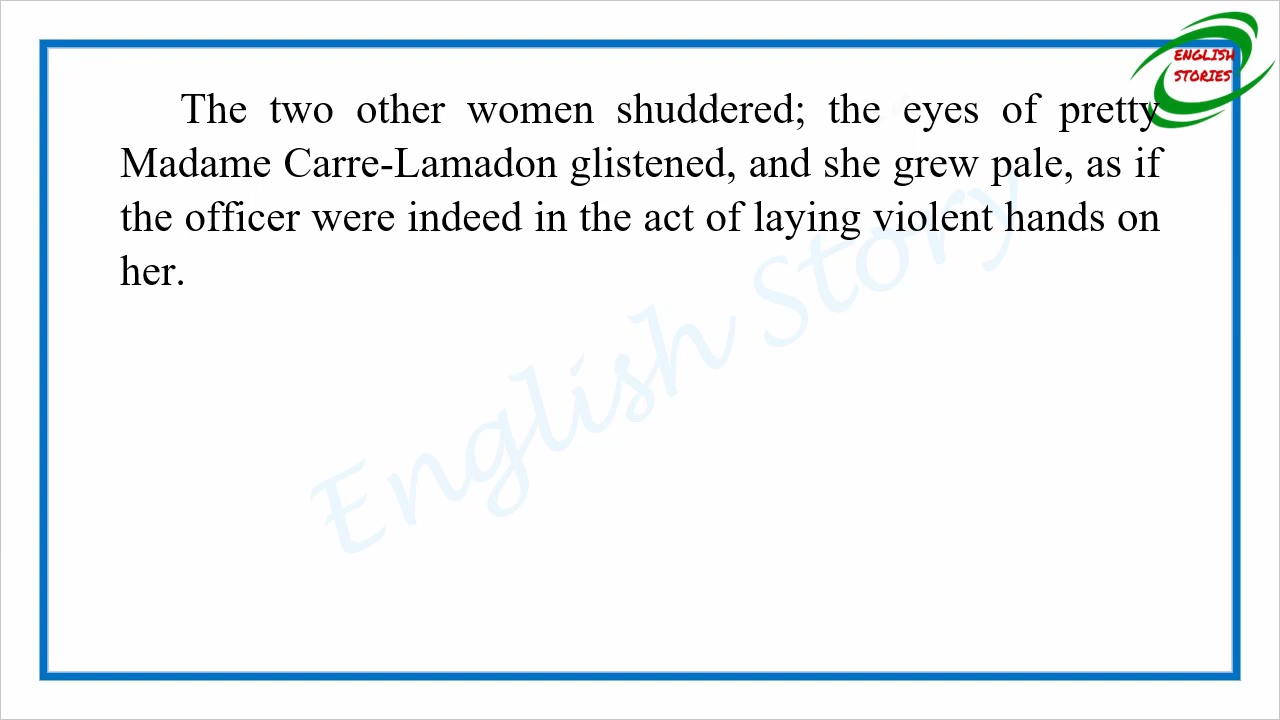 ENGLISH
STORIES
The two other women shuddered; the eyes of pretty
Madame Carre-Lamadon glistened, and she grew pale, as if
the officer were indeed in the act of laying violent hands on
her.
English Story